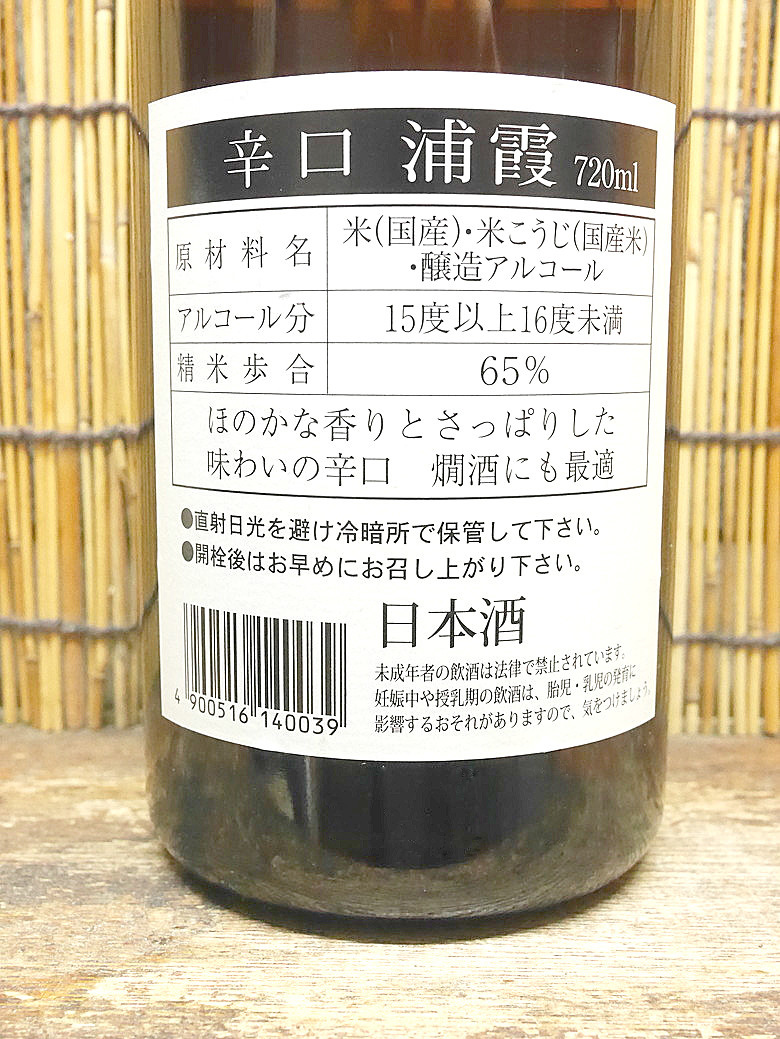 辛口 浦霞 720ml
原材料名 米(国産)・米こうじ(国産米)
・醸造アルコール
アルコール分 15度以上16度未満
精米歩合 65%
ほのかな香りとさっぱりした
味わいの辛口 燗酒にも最適
●直射日光を避け冷暗所で保管して下さい。
●開栓後はお早めにお召し上がり下さい。
日本酒
未成年者の飲酒は法律で禁止されています。
妊娠中や授乳期の飲酒は、胎児・乳児の発育に
影響するおそれがありますので、気をつけましょう。
4 900516 140039